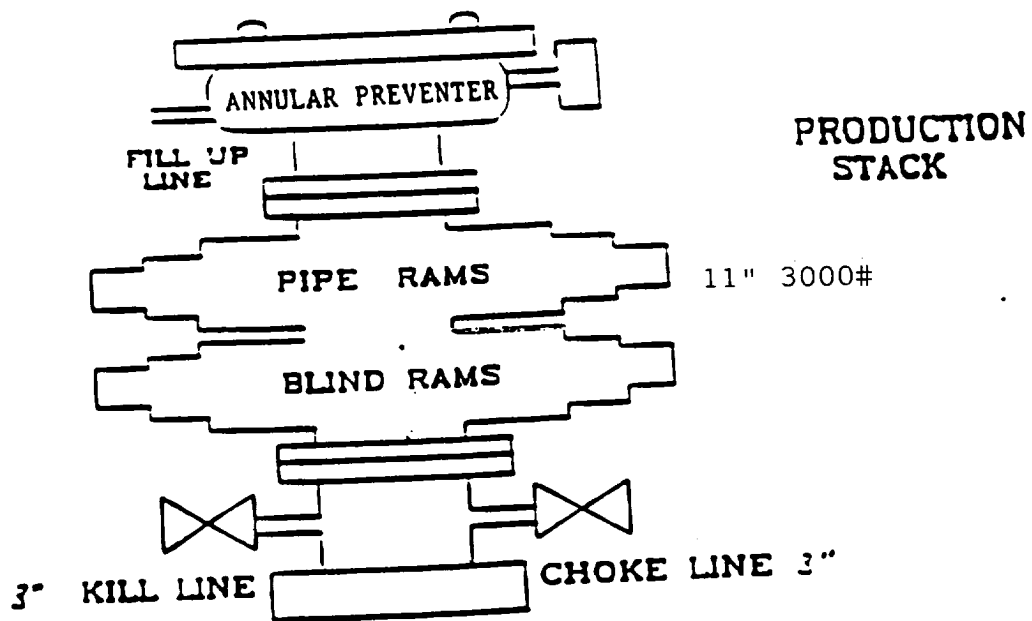 ANNULAR PREVENTER
FILL UP
LINE
PRODUCTION
STACK
PIPE RAMS
11" 3000#
BLIND RAMS
3" KILL LINE
CHOKE LINE 3"